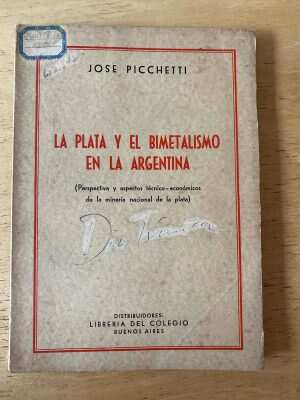 JOSE PICCHETTI
LA PLATA Y EL BIMETALISMO
EN LA ARGENTINA
(Perspectiva y aspectos técnico-económicos
de la minería nacional de la plata)
DISTRIBUIDORES:
LIBRERIA DEL COLEGIO
BUENOS AIRES